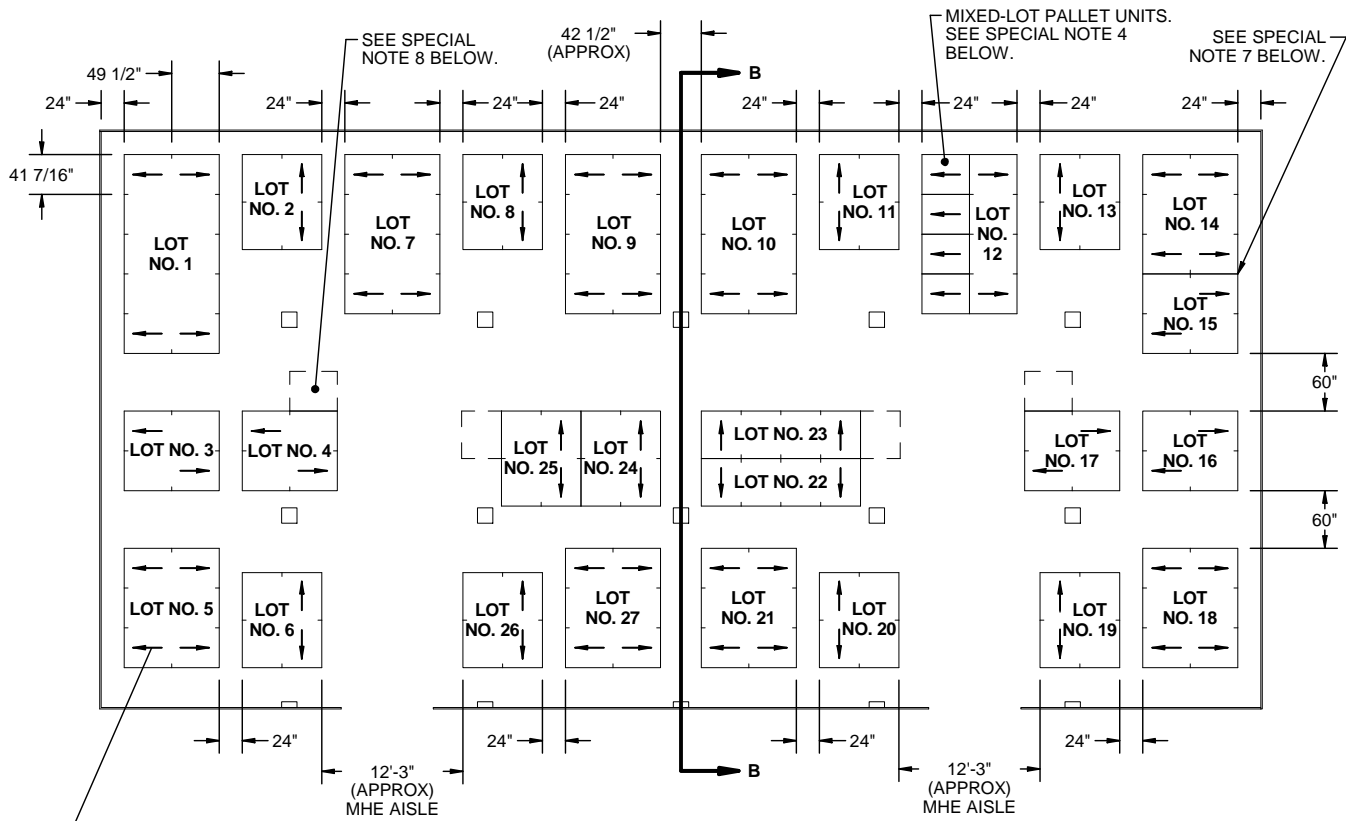 SEE SPECIAL
NOTE 8 BELOW.
42 1/2"
(APPROX)
MIXED-LOT PALLET UNITS.
SEE SPECIAL NOTE 4
BELOW.
SEE SPECIAL
NOTE 7 BELOW.
49 1/2"
B
24"
24"
24"
24"
24"
24"
24"
24"
41 7/16"
LOT
NO. 1
LOT
NO. 2
LOT
NO. 7
LOT
NO. 8
LOT
NO. 9
LOT
NO. 10
LOT
NO. 11
LOT
NO.
12
LOT
NO. 13
LOT
NO. 14
LOT
NO. 15
60"
LOT NO. 3
LOT NO. 4
LOT
NO. 25
LOT
NO. 24
LOT NO. 23
LOT NO. 22
LOT
NO. 17
LOT
NO. 16
60"
LOT NO. 5
LOT
NO. 6
LOT
NO. 26
LOT
NO. 27
LOT
NO. 21
LOT
NO. 20
LOT
NO. 19
LOT
NO. 18
24"
24"
24"
24"
12'-3"
(APPROX)
MHE AISLE
B
12'-3"
(APPROX)
MHE AISLE